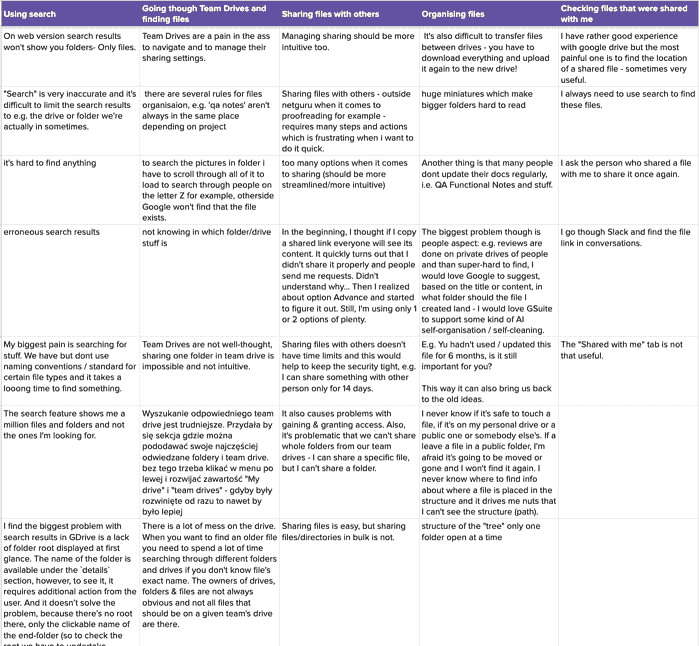 Using search
Going though Team Drives and
finding files
Sharing files with others
Organising files
Checking files that were shared
with me
On web version search results
won't show you folders- Only files.
Team Drives are a pain in the ass
to navigate and to manage their
sharing settings.
Managing sharing should be more
intuitive too.
It's also difficult to transfer files
between drives - you have to
download everything and upload
it again to the new drive!
I have rather good experience
with google drive but the most
painful one is to find the location
of a shared file - sometimes very
useful.
"Search" is very inaccurate and it's
difficult to limit the search results
to e.g. the drive or folder we're
actually in sometimes.
there are several rules for files
organisaion, e.g. 'qa notes' aren't
always in the same place
depending on project
Sharing files with others - outside
netguru when it comes to
proofreading for example -
requires many steps and actions
which is frustrating when i want to
do it quick.
huge miniatures which make
bigger folders hard to read
I always need to use search to find
these files.
it's hard to find anything
to search the pictures in folder i
have to scroll through all of it to
load to search through people on
the letter Z for example, otherside
Google won't find that the file
exists.
too many options when it comes
to sharing (should be more
streamlined/more intuitive)
Another thing is that many people
dont update their docs regularly,
i.e. QA Functional Notes and stuff.
I ask the person who shared a file
with me to share it once again.
erroneous search results
not knowing in which folder/drive
stuff is
In the beginning, I thought if I copy
a shared link everyone will see its
content. It quickly turns out that I
didn't share it properly and people
send me requests. Didn't
understand why... Then I realized
about option Advance and started
to figure it out. Still, I'm using only 1
or 2 options of plenty.
The biggest problem though is
people aspect: e.g. reviews are
done on private drives of people
and than super-hard to find, I
would love Google to suggest,
based on the title or content, in
what folder should the file I
created land - I would love GSuite
to support some kind of AI
self-organisation / self-cleaning.
I go though Slack and find the file
link in conversations.
My biggest pain is searching for
stuff. We have but dont use
naming conventions / standard for
certain file types and it takes a
looong time to find something.
Team Drives are not well-thought,
sharing one folder in team drive is
impossible and not intuitive.
Sharing files with others doesn't
have time limits and this would
help to keep the security tight, e.g.
I can share something with other
person only for 14 days.
E.g. Yu hadn't used / updated this
file for 6 months, is it still
important for you?
This way it can also bring us back
to the old ideas.
The "Shared with me" tab is not
that useful.
The search feature shows me a
million files and folders and not
the ones I'm looking for.
Wyszukanie odpowiedniego team
drive jest trudniejsze. Przydała by
się sekcja gdzie można
pododawać swoje najczęściej
odwiedzane foldery i team drive.
bez tego trzeba klikać w menu po
lewej i rozwijać zawartość "My
drive" i "team drives" - gdyby były
rozwinięte od razu to nawet by
było lepiej
It also causes problems with
gaining & granting access. Also,
it's problematic that we can't share
whole folders from our team
drives - I can share a specific file,
but I can't share a folder.
I never know if it's safe to touch a
file, if it's on my personal drive or a
public one or somebody else's. If a
leave a file in a public folder, I'm
afraid it's going to be moved or
gone and I won't find it again. I
never know where to find info
about where a file is placed in the
structure and it drives me nuts that
I can't see the structure (path).
I find the biggest problem with
search results in GDrive is a lack
of folder root displayed at first
glance. The name of the folder is
available under the `details`
section, however, to see it, it
requires additional action from the
user. And it doesn't solve the
problem, because there's no root
there, only the clickable name of
the end-folder (so to check the
root we have to undertake
There is a lot of mess on the drive.
When you want to find an older file
you need to spend a lot of time
searching through different folders
and drives if you don't know file's
exact name. The owners of drives,
folders & files are not always
obvious and not all files that
should be on a given team's drive
are there.
Sharing files is easy, but sharing
files/directories in bulk is not.
structure of the "tree" only one
folder open at a time